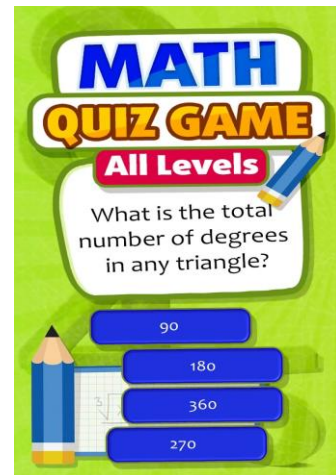 MATH
QUIZ GAME
All Levels
What is the total
number of degrees
in any triangle?
90
180
360
270